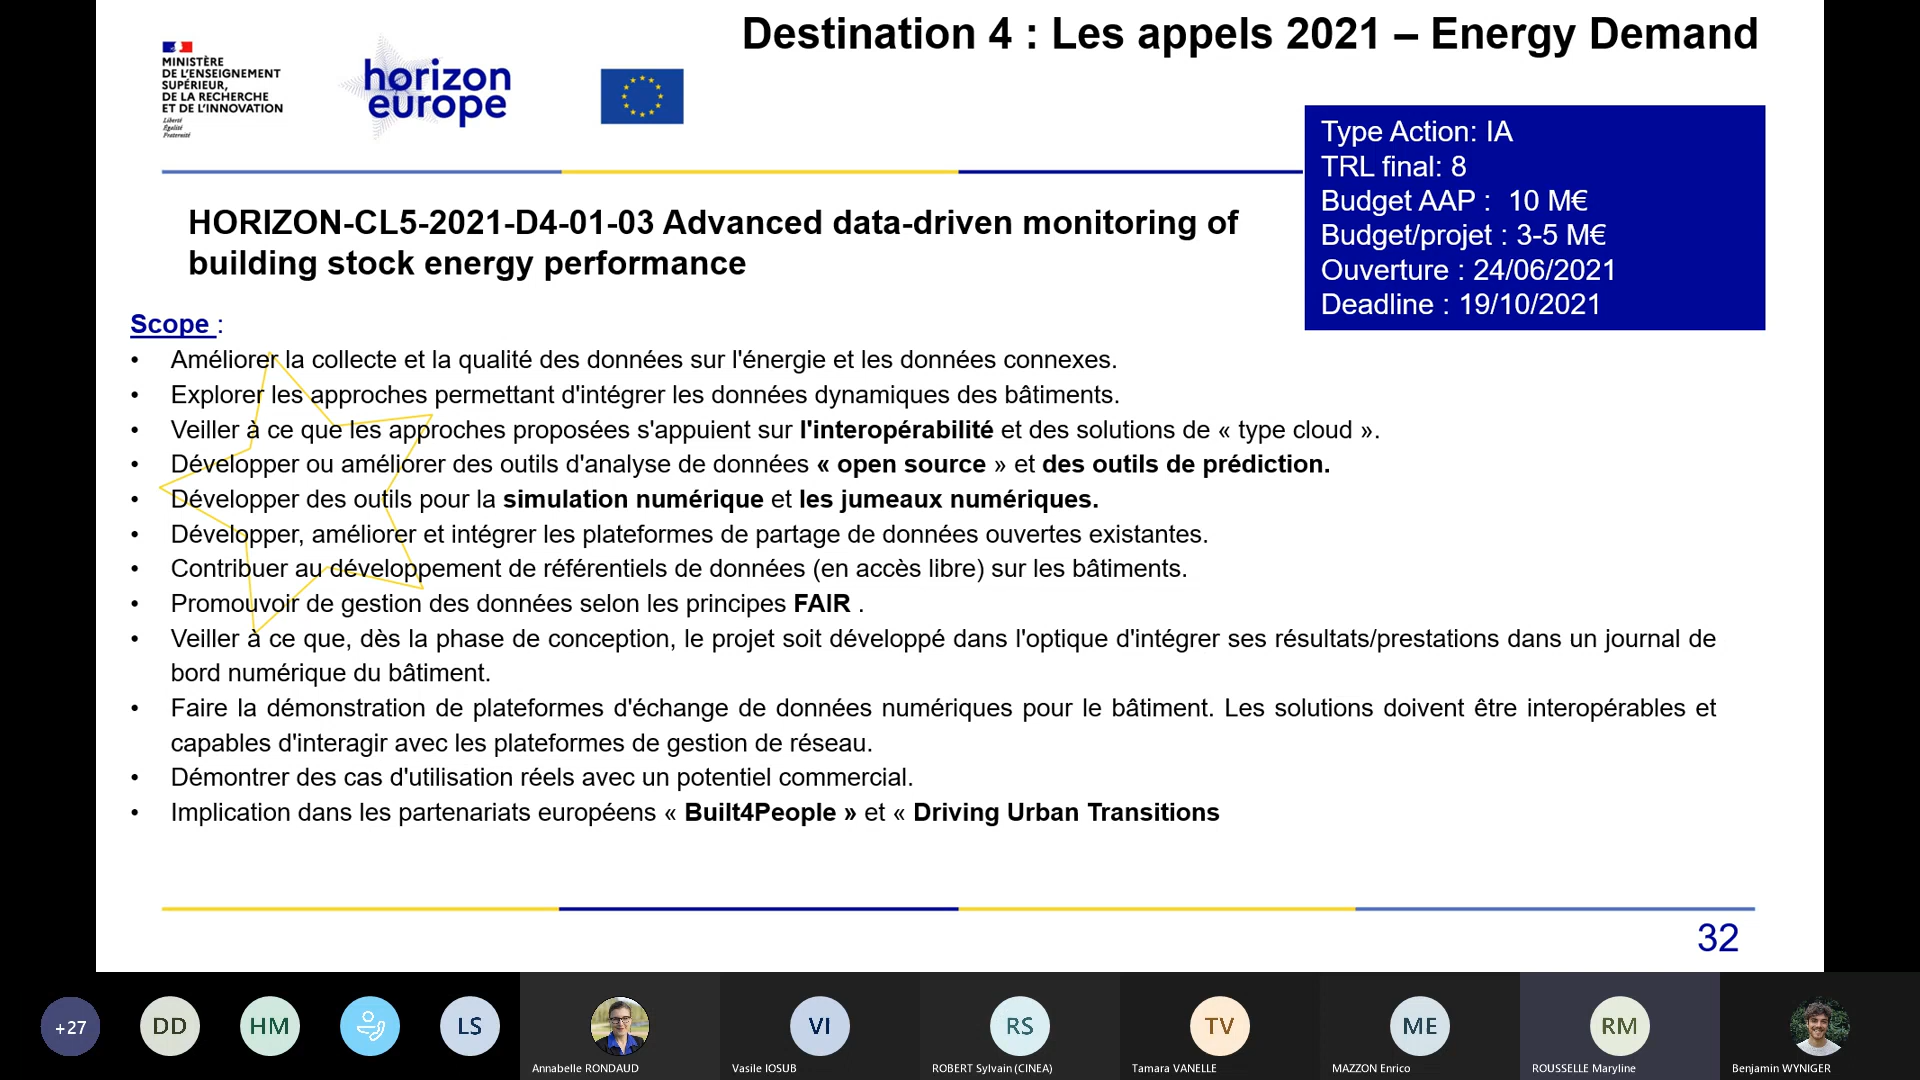 Destination 4 : Les appels 2021 – Energy Demand
MINISTÈRE
DE L'ENSEIGNEMENT
SUPÉRIEUR,
DE LA RECHERCHE
ET DE L'INNOVATION
Liberté
Égalité
Fraternité
horizon
europe
Type Action: IA
TRL final: 8
Budget AAP :  10 M€
Budget/projet : 3-5 M€
Ouverture : 24/06/2021
Deadline : 19/10/2021
HORIZON-CL5-2021-D4-01-03 Advanced data-driven monitoring of
building stock energy performance
Scope :
• Améliorer la collecte et la qualité des données sur l'énergie et les données connexes.
• Explorer les approches permettant d'intégrer les données dynamiques des bâtiments.
• Veiller à ce que les approches proposées s'appuient sur l'interopérabilité et des solutions de « type cloud ».
• Développer ou améliorer des outils d'analyse de données « open source » et des outils de prédiction.
• Développer des outils pour la simulation numérique et les jumeaux numériques.
• Développer, améliorer et intégrer les plateformes de partage de données ouvertes existantes.
• Contribuer au développement de référentiels de données (en accès libre) sur les bâtiments.
• Promouvoir de gestion des données selon les principes FAIR .
• Veiller à ce que, dès la phase de conception, le projet soit développé dans l'optique d'intégrer ses résultats/prestations dans un journal de
bord numérique du bâtiment.
• Faire la démonstration de plateformes d'échange de données numériques pour le bâtiment. Les solutions doivent être interopérables et
capables d'interagir avec les plateformes de gestion de réseau.
• Démontrer des cas d'utilisation réels avec un potentiel commercial.
• Implication dans les partenariats européens « Built4People » et « Driving Urban Transitions
32
+27
DD
HM
LS
VI
RS
TV
ME
RM
Annabelle RONDAUD
Vasile IOSUB
ROBERT Sylvain (CINEA)
Tamara VANELLE
MAZZON Enrico
ROUSSELLE Maryline
Benjamin WYNIGER